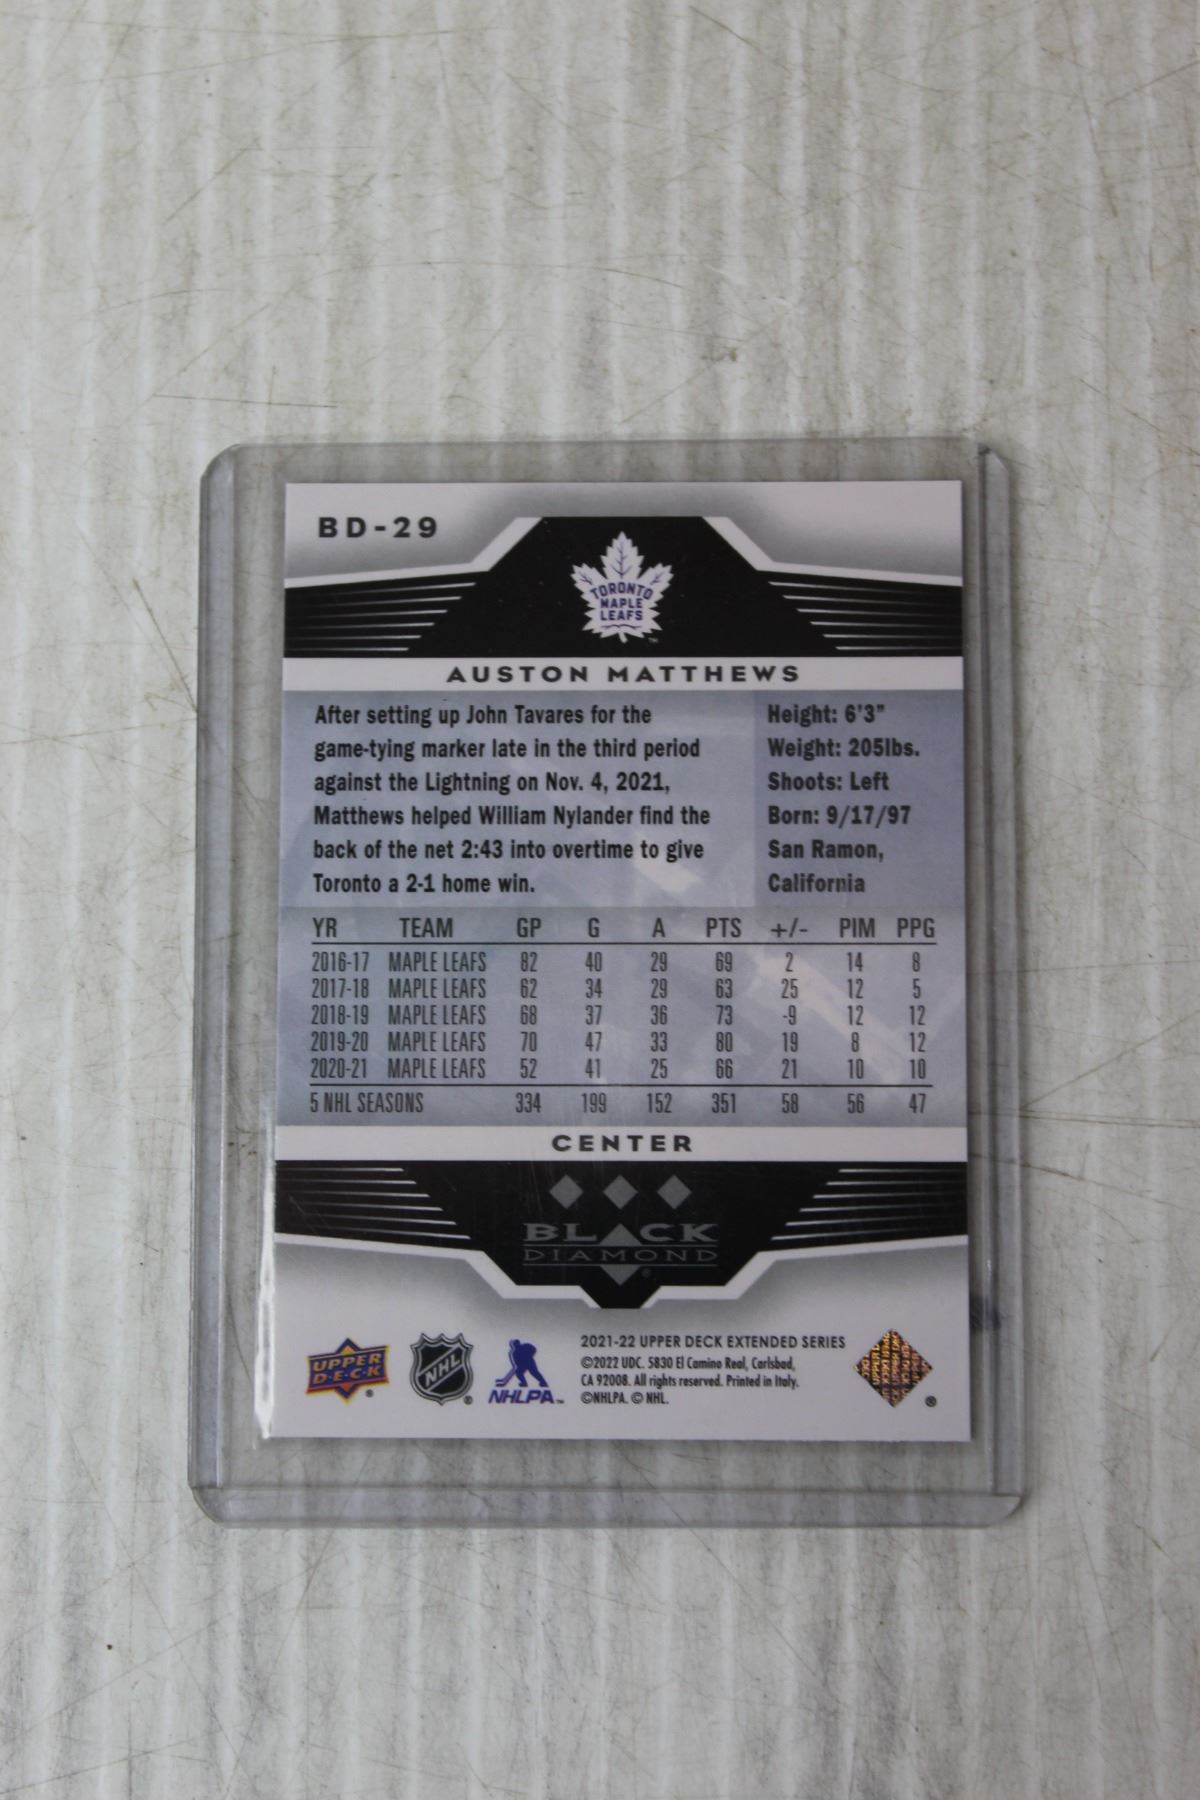 BD-29
TORONTO
MAPLE
LEAFS
™
AUSTON MATTHEWS
After setting up John Tavares for the
game-tying marker late in the third period
against the Lightning on Nov. 4, 2021,
Matthews helped William Nylander find the
back of the net 2:43 into overtime to give
Toronto a 2-1 home win.
Height: 6'3"
Weight: 205lbs.
Shoots: Left
Born: 9/17/97
San Ramon,
California
YR TEAM GP G A PTS +/- PIM PPG
2016-17 MAPLE LEAFS 82 40 29 69 2 14 8
2017-18 MAPLE LEAFS 62 34 29 63 25 12 5
2018-19 MAPLE LEAFS 68 37 36 73 -9 12 12
2019-20 MAPLE LEAFS 70 47 33 80 19 8 12
2020-21 MAPLE LEAFS 52 41 25 66 21 10 10
5 NHL SEASONS 334 199 152 351 58 56 47
CENTER
BLACK
DIAMOND
®
UPPER
D·E·C·K
®
NHL
®
NHLPA™
2021-22 UPPER DECK EXTENDED SERIES
©2022 UDC. 5830 El Camino Real, Carlsbad,
CA 92008. All rights reserved. Printed in Italy.
©NHLPA. © NHL.
®